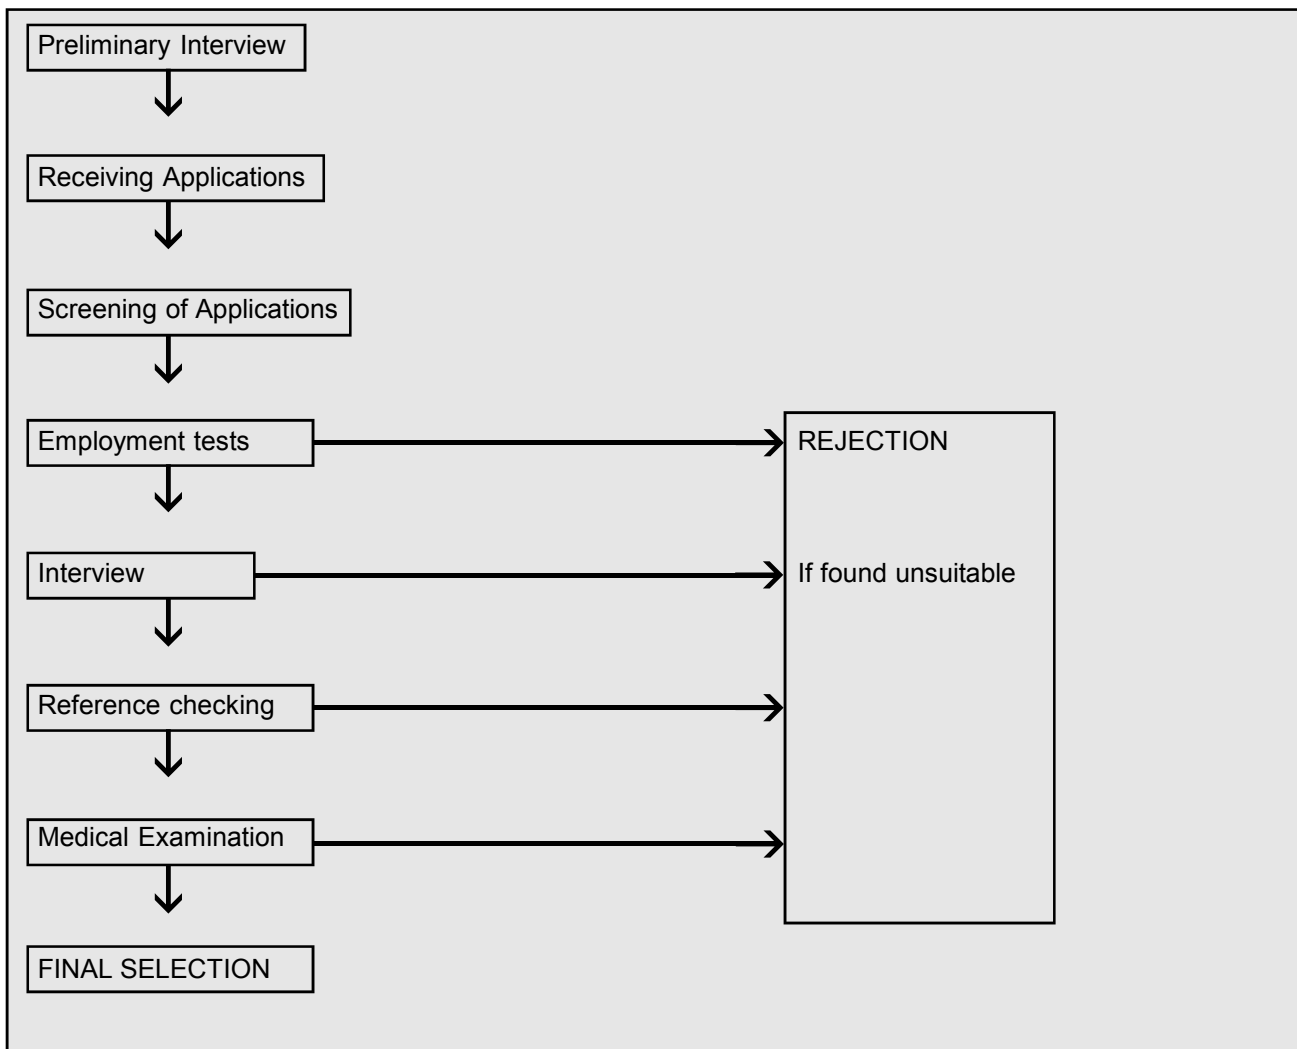 Preliminary Interview
Receiving Applications
Screening of Applications
Employment tests
REJECTION
Interview
If found unsuitable
Reference checking
Medical Examination
FINAL SELECTION